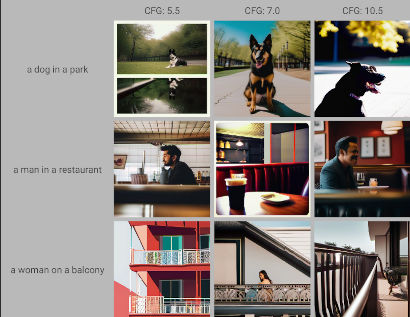 CFG: 5.5
CFG: 7.0
CFG: 10.5
a dog in a park
a man in a restaurant
a woman on a balcony